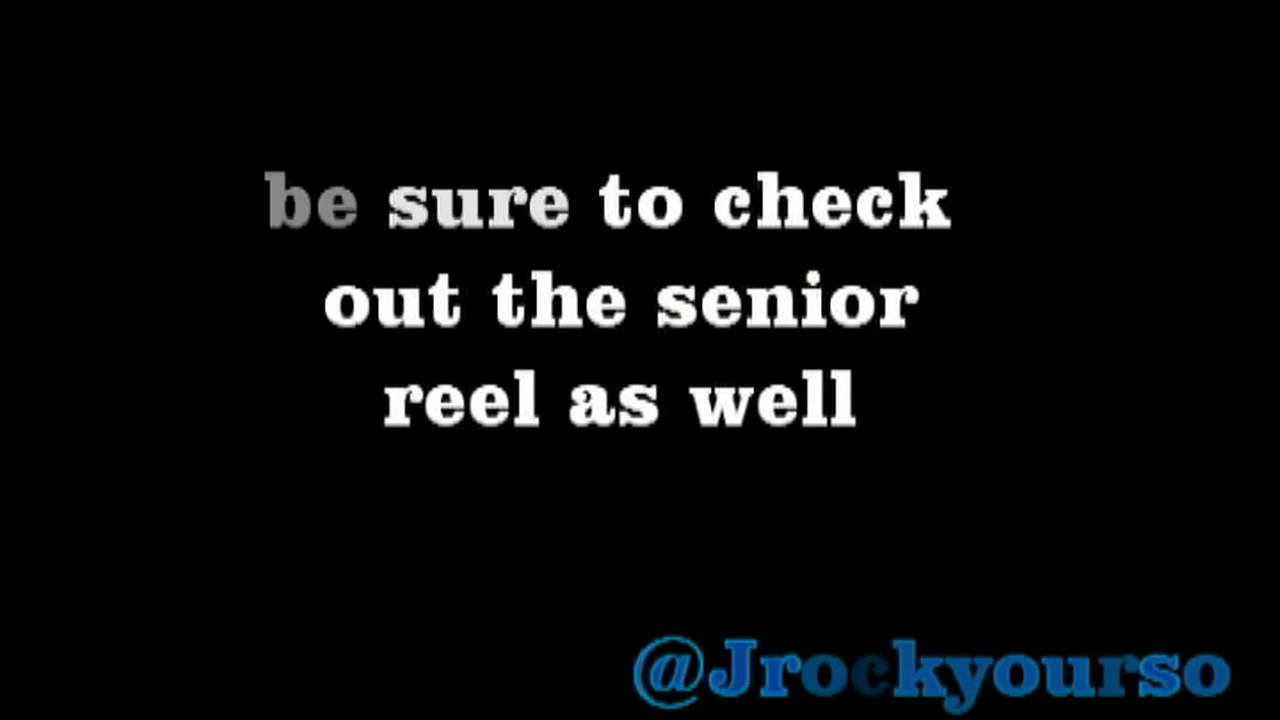 be sure to check
out the senior
reel as well
@Jrockyourso